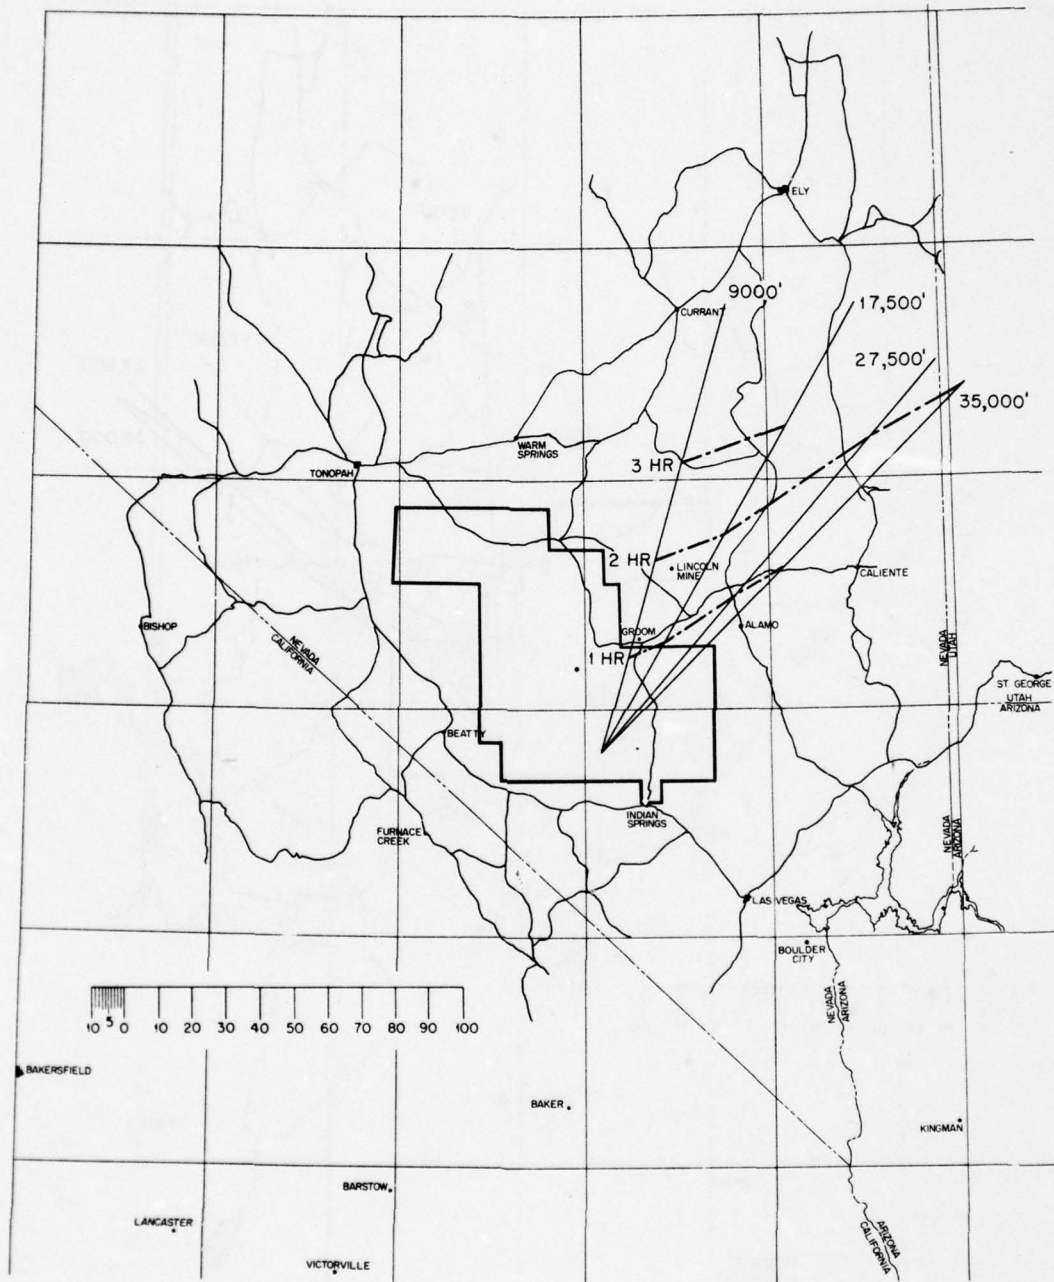 ELY
9000'
17,500'
CURRANT
27,500'
35,000'
WARM
SPRINGS
3 HR
TONOPAH
2 HR
LINCOLN
MINE
CALIENTE
BISHOP
NEVADA
CALIFORNIA
GROOM
ALAMO
1 HR
NEVADA
UTAH
ST GEORGE
UTAH
ARIZONA
BEATTY
INDIAN
SPRINGS
FURNACE
CREEK
NEVADA
ARIZONA
LAS VEGAS
BOULDER
CITY
NEVADA
ARIZONA
10 5 0 10 20 30 40 50 60 70 80 90 100
BAKERSFIELD
BAKER
KINGMAN
BARSTOW
LANCASTER
ARIZONA
CALIFORNIA
VICTORVILLE